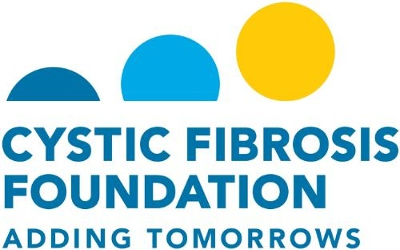 CYSTIC FIBROSIS
FOUNDATION
ADDING TOMORROWS